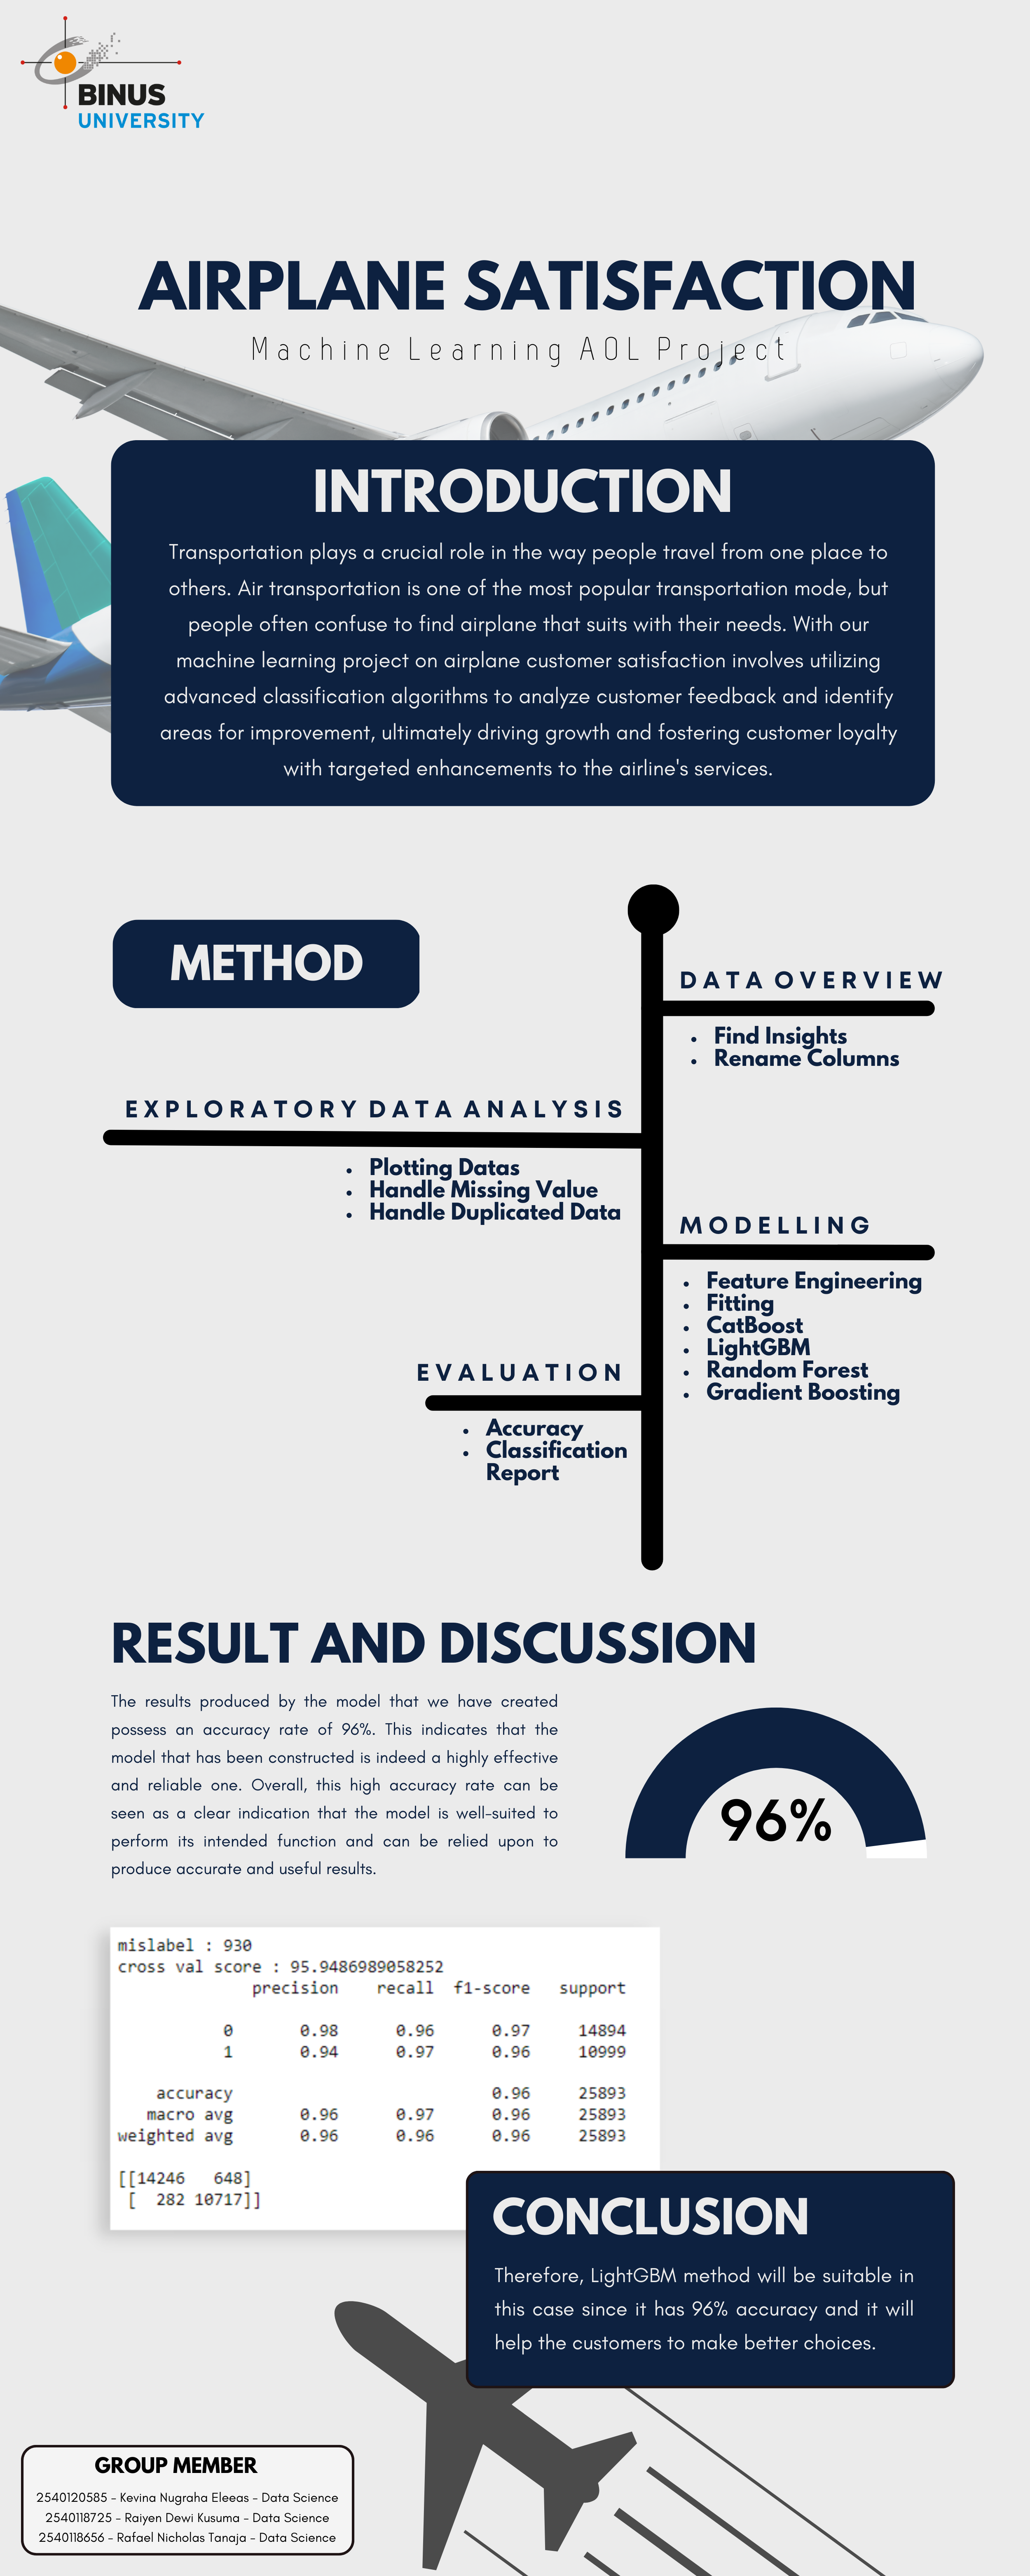 BINUS
UNIVERSITY
AIRPLANE SATISFACTION
Machine Learning AOL Project
INTRODUCTION
Transportation plays a crucial role in the way people travel from one place to
others. Air transportation is one of the most popular transportation mode, but
people often confuse to find airplane that suits with their needs. With our
machine learning project on airplane customer satisfaction involves utilizing
advanced classification algorithms to analyze customer feedback and identify
areas for improvement, ultimately driving growth and fostering customer loyalty
with targeted enhancements to the airline's services.
METHOD
DATA OVERVIEW
• Find Insights
• Rename Columns
EXPLORATORY DATA ANALYSIS
• Plotting Datas
• Handle Missing Value
• Handle Duplicated Data
MODELLING
• Feature Engineering
• Fitting
• CatBoost
• LightGBM
• Random Forest
• Gradient Boosting
EVALUATION
• Accuracy
• Classification
Report
RESULT AND DISCUSSION
The results produced by the model that we have created
possess an accuracy rate of 96%. This indicates that the
model that has been constructed is indeed a highly effective
and reliable one. Overall, this high accuracy rate can be
seen as a clear indication that the model is well-suited to
perform its intended function and can be relied upon to
produce accurate and useful results.
96%
mislabel : 930
cross val score : 95.9486989058252
precision recall f1-score support
0 0.98 0.96 0.97 14894
1 0.94 0.97 0.96 10999
accuracy 0.96 25893
macro avg 0.96 0.97 0.96 25893
weighted avg 0.96 0.96 0.96 25893
[[14246 648]
[ 282 10717]]
CONCLUSION
Therefore, LightGBM method will be suitable in
this case since it has 96% accuracy and it will
help the customers to make better choices.
GROUP MEMBER
2540120585 - Kevina Nugraha Eleeas - Data Science
2540118725 - Raiyen Dewi Kusuma - Data Science
2540118656 - Rafael Nicholas Tanaja - Data Science